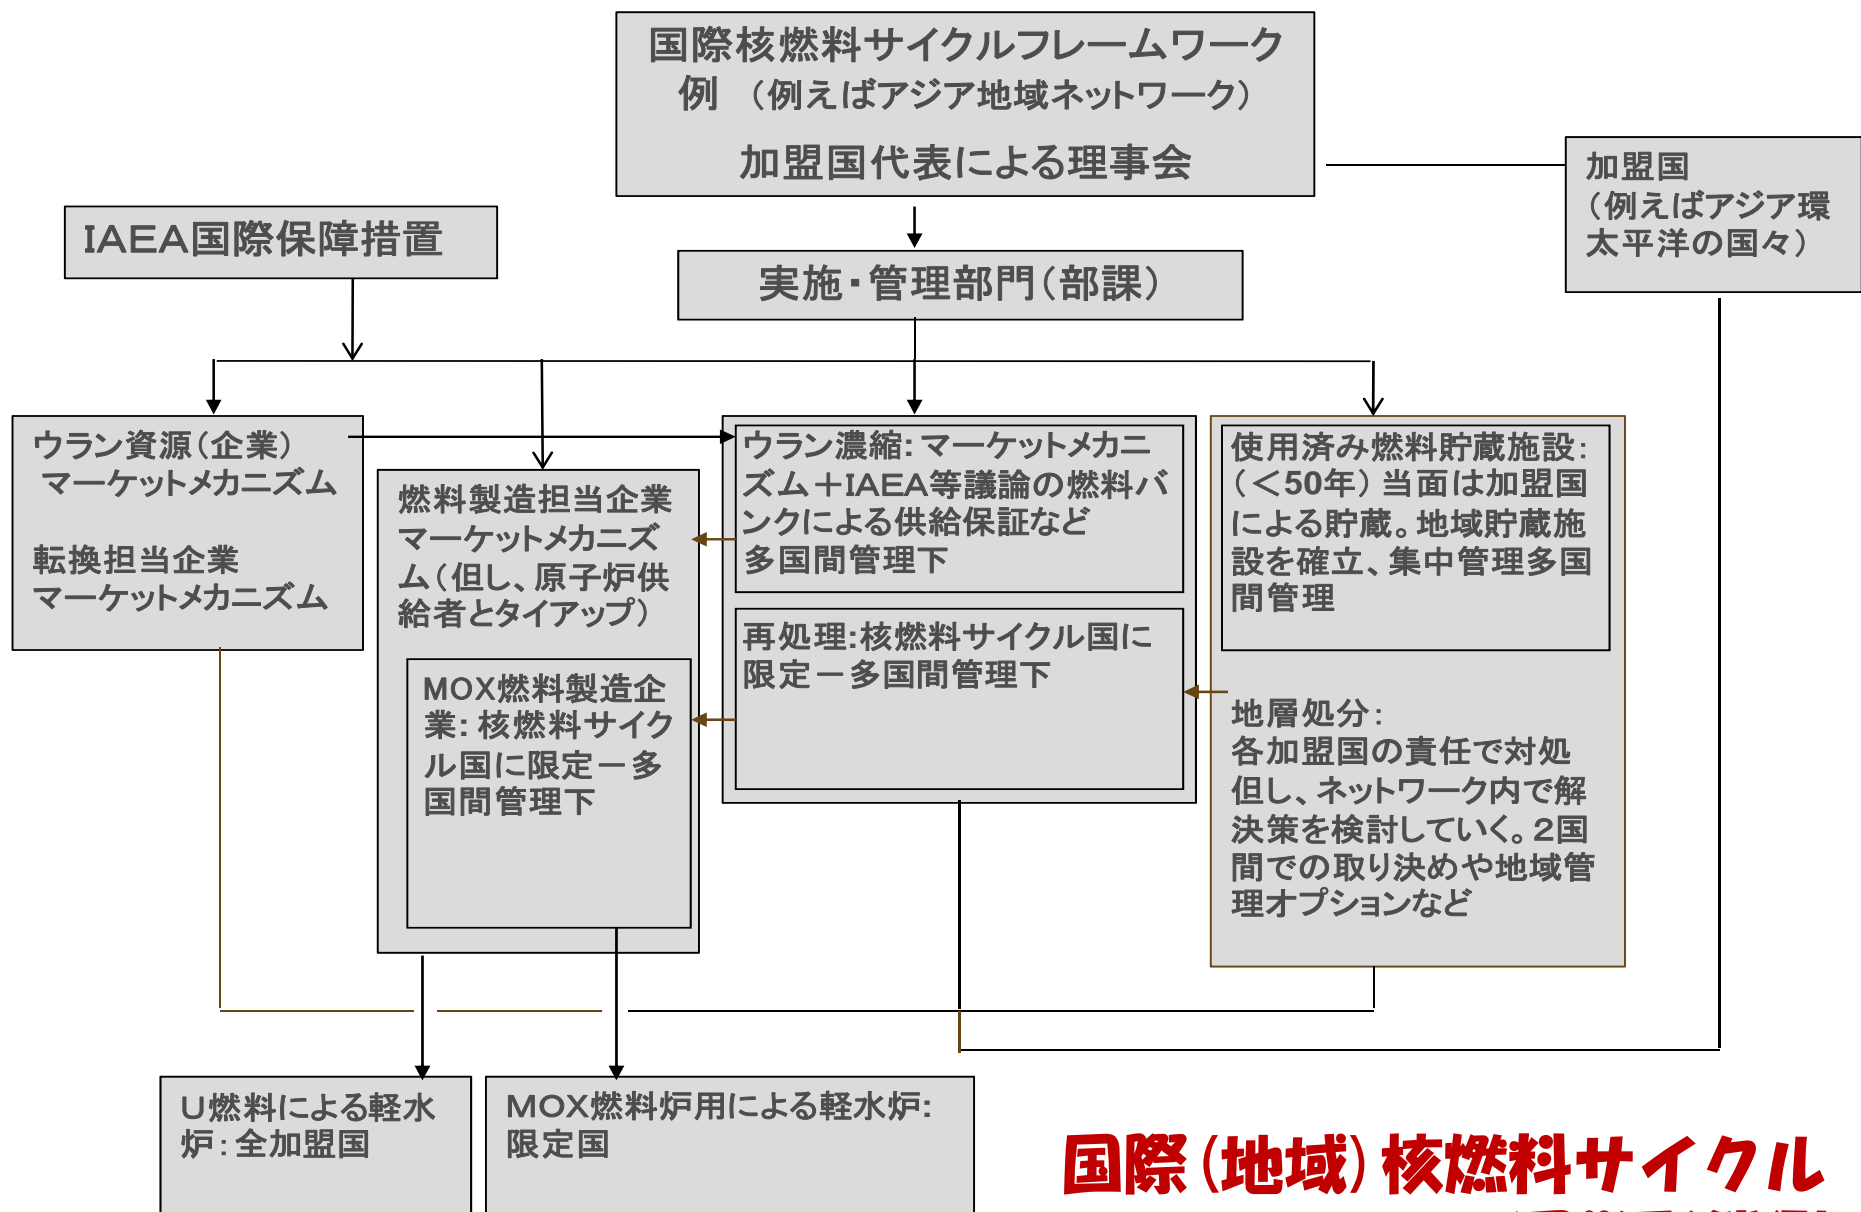 国際核燃料サイクルフレームワーク
例 (例えばアジア地域ネットワーク)
加盟国代表による理事会
加盟国
(例えばアジア環
太平洋の国々)
IAEA国際保障措置
実施・管理部門(部課)
ウラン資源(企業)
マーケットメカニズム
転換担当企業
マーケットメカニズム
燃料製造担当企業
マーケットメカニズ
ム(但し、原子炉供
給者とタイアップ)
MOX燃料製造企
業:核燃料サイク
ル国に限定－多
国間管理下
ウラン濃縮:マーケットメカニ
ズム＋IAEA等議論の燃料バ
ンクによる供給保証など
多国間管理下
再処理:核燃料サイクル国に
限定－多国間管理下
使用済み燃料貯蔵施設:
(＜50年)当面は加盟国
による貯蔵。地域貯蔵施
設を確立、集中管理多国
間管理
地層処分:
各加盟国の責任で対処
但し、ネットワーク内で解
決策を検討していく。２国
間での取り決めや地域管
理オプションなど
U燃料による軽水
炉:全加盟国
MOX燃料炉用による軽水炉:
限定国
国際(地域)核燃料サイクル